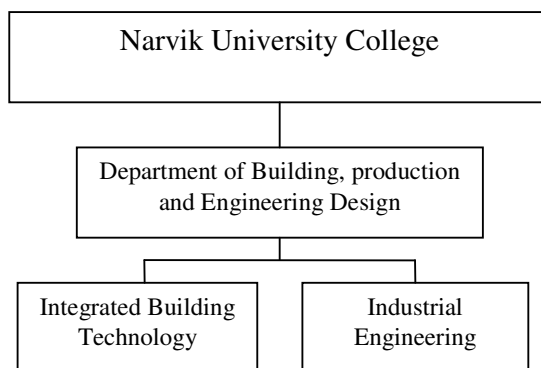 Narvik University College
Department of Building, production
and Engineering Design
Integrated Building
Technology
Industrial
Engineering